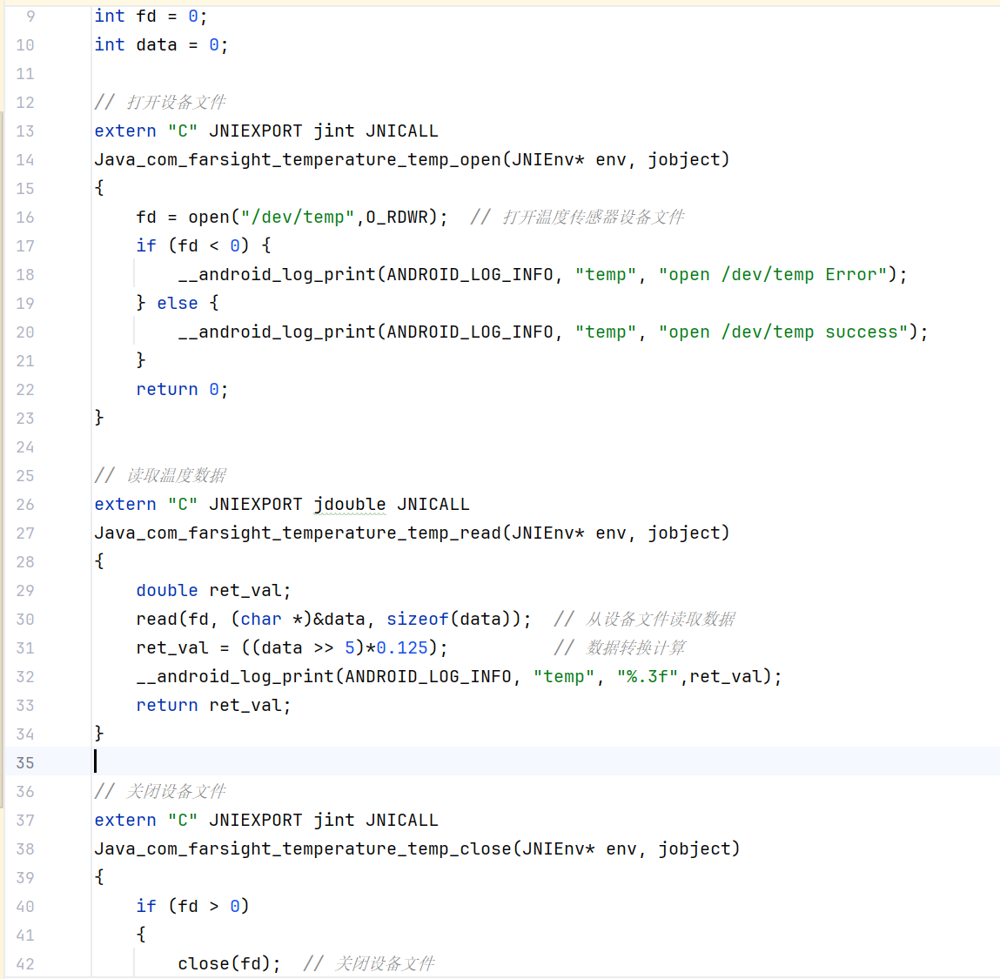 9 int fd = 0;
10 int data = 0;
11
12 // 打开设备文件
13 extern "C" JNIEXPORT jint JNICALL
14 Java_com_farsight_temperature_temp_open(JNIEnv* env, jobject)
15 {
16 fd = open("/dev/temp",O_RDWR); // 打开温度传感器设备文件
17 if (fd < 0) {
18 __android_log_print(ANDROID_LOG_INFO, "temp", "open /dev/temp Error");
19 } else {
20 __android_log_print(ANDROID_LOG_INFO, "temp", "open /dev/temp success");
21 }
22 return 0;
23 }
24
25 // 读取温度数据
26 extern "C" JNIEXPORT jdouble JNICALL
27 Java_com_farsight_temperature_temp_read(JNIEnv* env, jobject)
28 {
29 double ret_val;
30 read(fd, (char *)&data, sizeof(data)); // 从设备文件读取数据
31 ret_val = ((data >> 5)*0.125); // 数据转换计算
32 __android_log_print(ANDROID_LOG_INFO, "temp", "%.3f",ret_val);
33 return ret_val;
34 }
35
36 // 关闭设备文件
37 extern "C" JNIEXPORT jint JNICALL
38 Java_com_farsight_temperature_temp_close(JNIEnv* env, jobject)
39 {
40 if (fd > 0)
41 {
42 close(fd); // 关闭设备文件